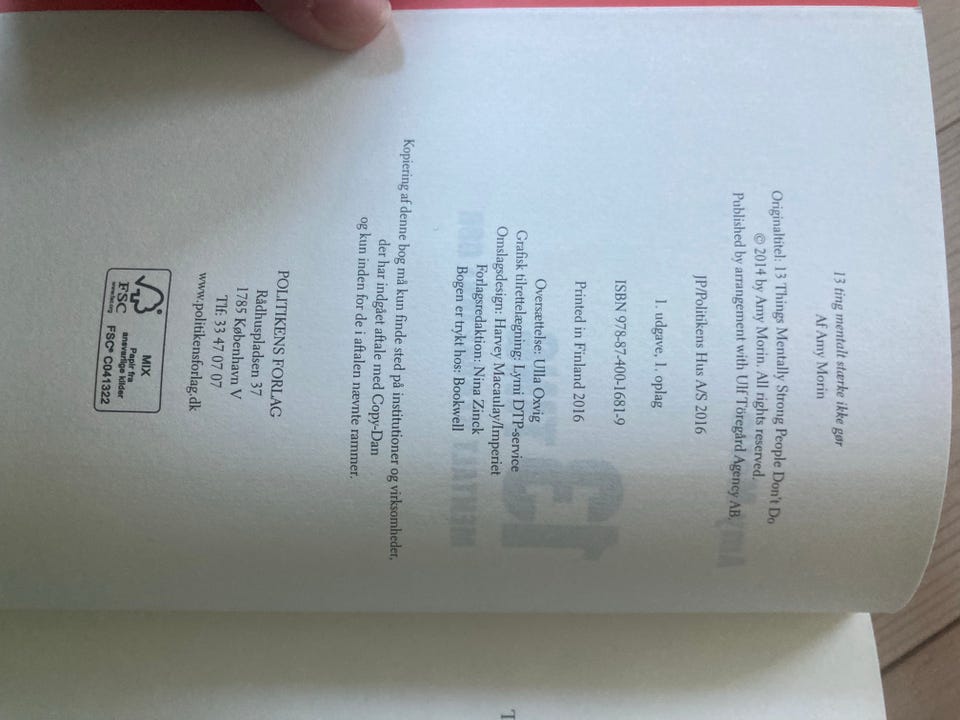 13 ting mentalt stærke ikke gør
Af Amy Morin
Originaltitel: 13 Things Mentally Strong People Don't Do
© 2014 by Amy Morin. All rights reserved.
Published by arrangement with Ulf Töregård Agency AB.
JP/Politikens Hus A/S 2016
1. udgave, 1. oplag
ISBN 978-87-400-1681-9
Printed in Finland 2016
Oversættelse: Ulla Oxvig
Grafisk tilrettelægning: Lymi DTP-service
Omslagsdesign: Harvey Macaulay/Imperiet
Forlagsredaktion: Nina Zinck
Bogen er trykt hos: Bookwell
Kopiering af denne bog må kun finde sted på institutioner og virksomheder,
der har indgået aftale med Copy-Dan
og kun inden for de i aftalen nævnte rammer.
POLITIKENS FORLAG
Rådhuspladsen 37
1785 København V
Tlf: 33 47 07 07
www.politikensforlag.dk
MIX
Papir fra
ansvarlige kilder
FSC® C041322
FSC
www.fsc.org
T